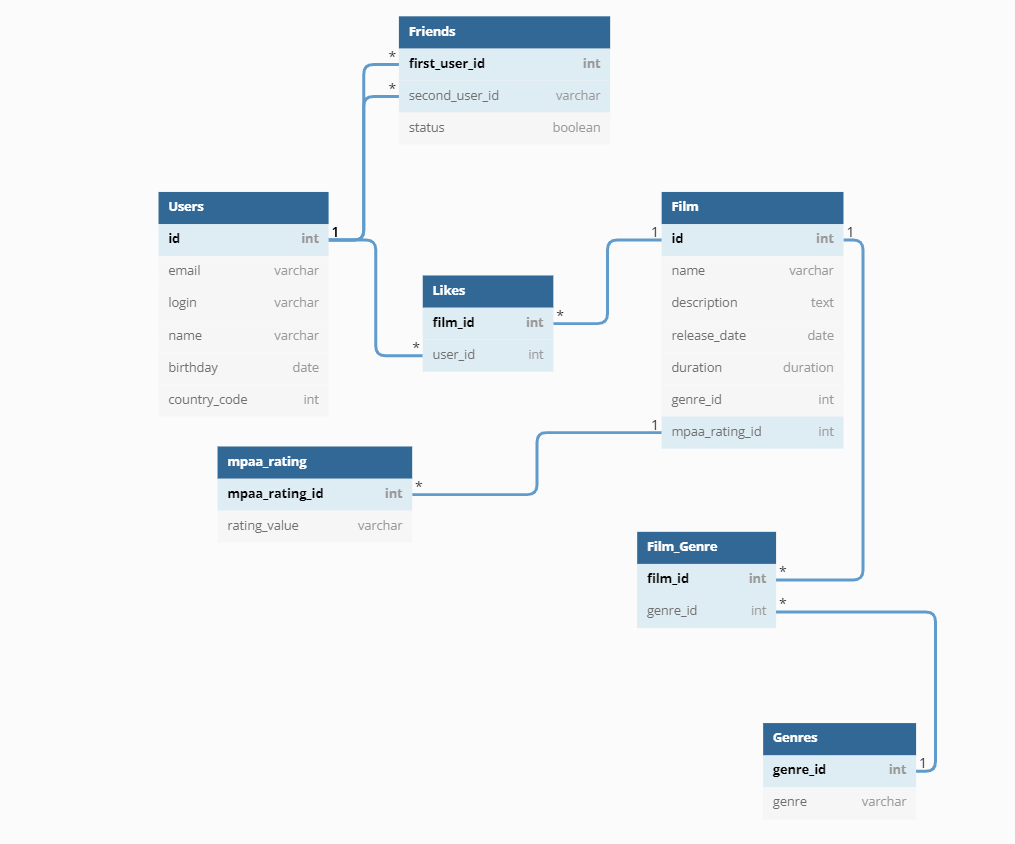 Friends
* first_user_id int
* second_user_id varchar
status boolean
Users
id int 1
email varchar
login varchar
name varchar
birthday date
country_code int
Likes
film_id int *
* user_id int
Film
1 id int 1
name varchar
description text
release_date date
duration duration
genre_id int
1 mpaa_rating_id int
mpaa_rating
mpaa_rating_id int *
rating_value varchar
Film_Genre
film_id int *
genre_id int *
Genres
genre_id int 1
genre varchar